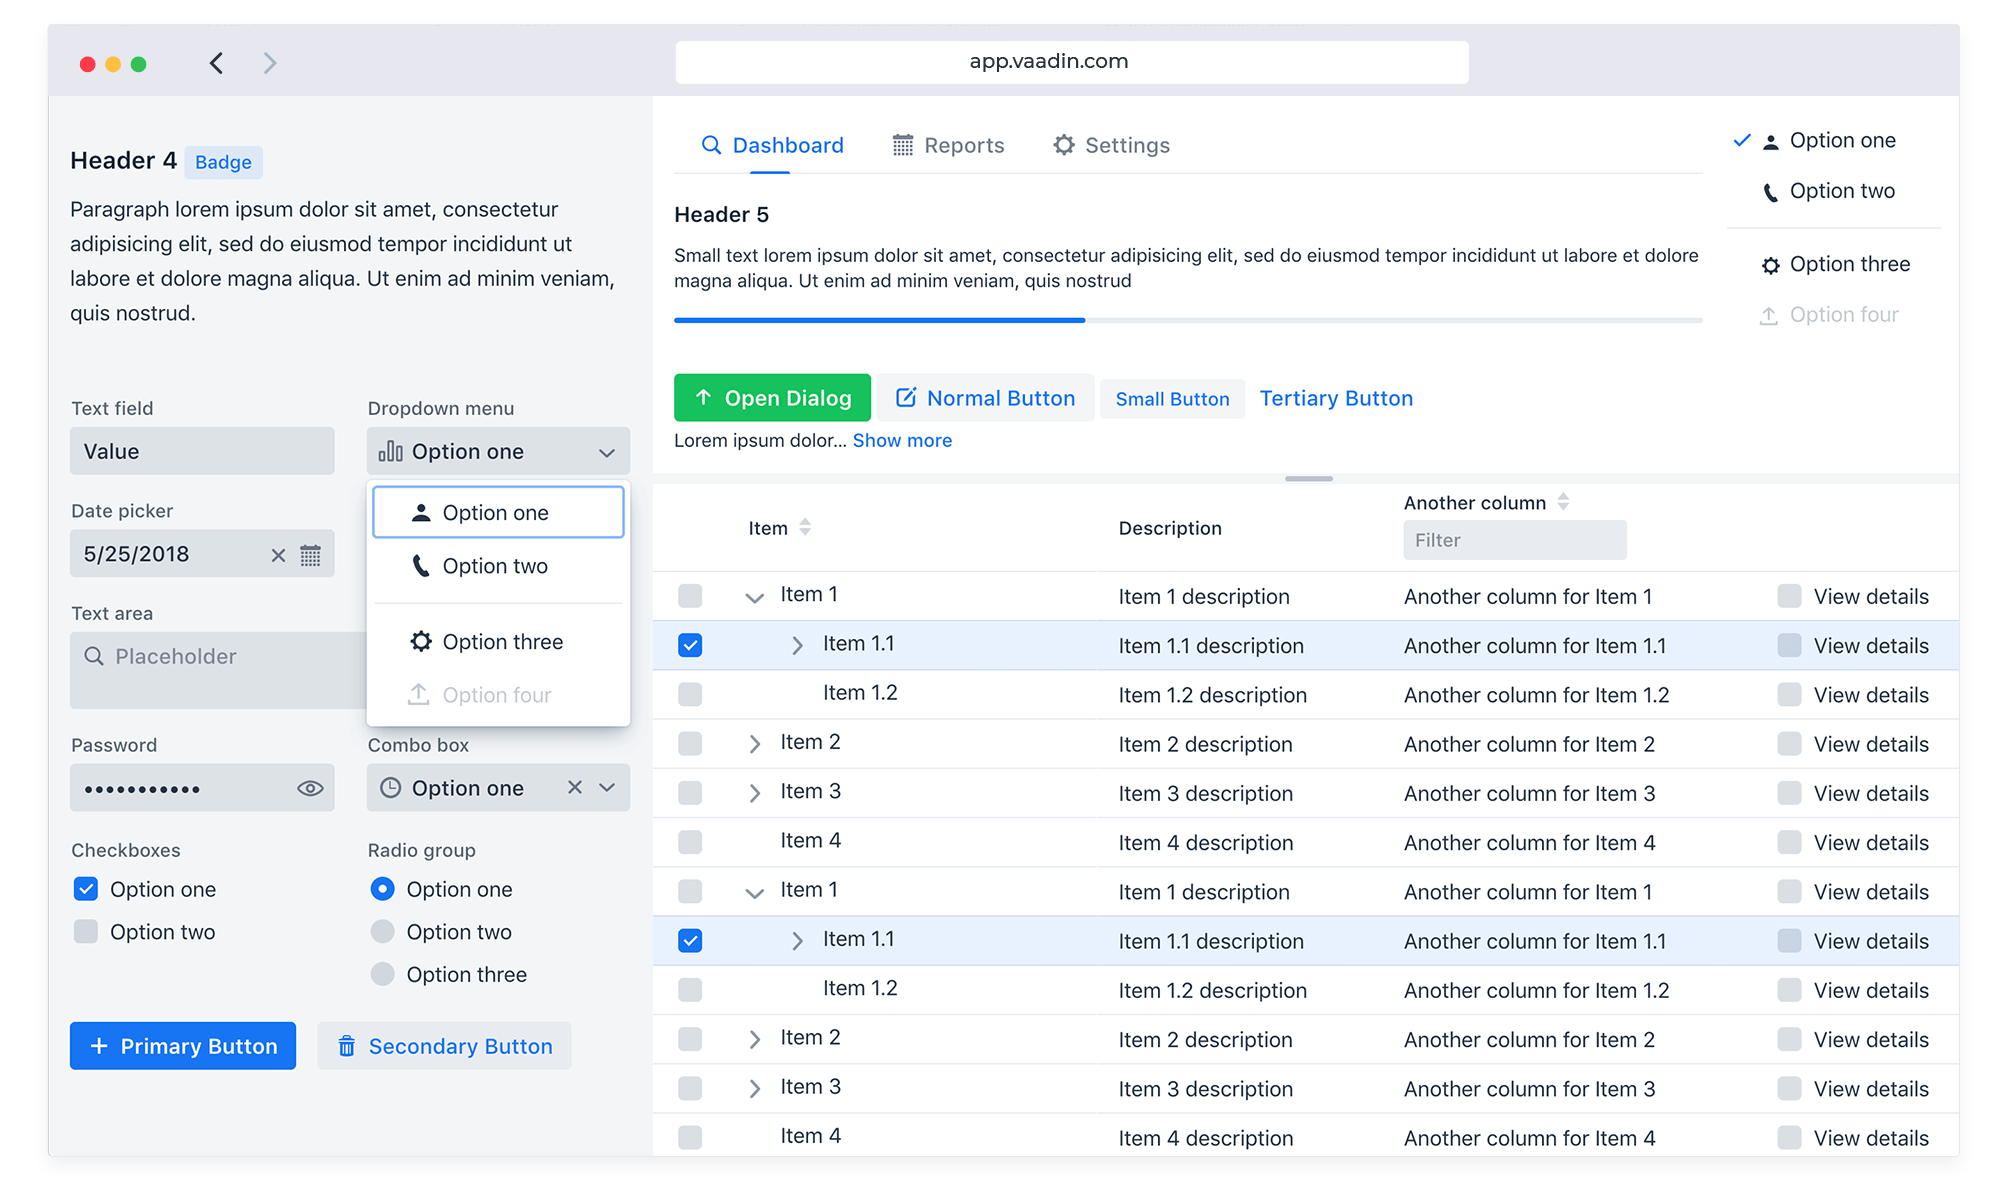 app.vaadin.com
Header 4 Badge
Paragraph lorem ipsum dolor sit amet, consectetur
adipisicing elit, sed do eiusmod tempor incididunt ut
labore et dolore magna aliqua. Ut enim ad minim veniam,
quis nostrud.
Text field
Value
Dropdown menu
Option one
Option one
Option two
Option three
Option four
Date picker
5/25/2018
Text area
Placeholder
Password
•••••••••••
Combo box
Option one
Checkboxes
Option one
Option two
Radio group
Option one
Option two
Option three
Primary Button
Secondary Button
Dashboard Reports Settings
Header 5
Small text lorem ipsum dolor sit amet, consectetur adipisicing elit, sed do eiusmod tempor incididunt ut labore et dolore
magna aliqua. Ut enim ad minim veniam, quis nostrud
Option one
Option two
Option three
Option four
Open Dialog Normal Button Small Button Tertiary Button
Lorem ipsum dolor... Show more
Item Description Another column
Filter
Item 1 Item 1 description Another column for Item 1 View details
Item 1.1 Item 1.1 description Another column for Item 1.1 View details
Item 1.2 Item 1.2 description Another column for Item 1.2 View details
Item 2 Item 2 description Another column for Item 2 View details
Item 3 Item 3 description Another column for Item 3 View details
Item 4 Item 4 description Another column for Item 4 View details
Item 1 Item 1 description Another column for Item 1 View details
Item 1.1 Item 1.1 description Another column for Item 1.1 View details
Item 1.2 Item 1.2 description Another column for Item 1.2 View details
Item 2 Item 2 description Another column for Item 2 View details
Item 3 Item 3 description Another column for Item 3 View details
Item 4 Item 4 description Another column for Item 4 View details